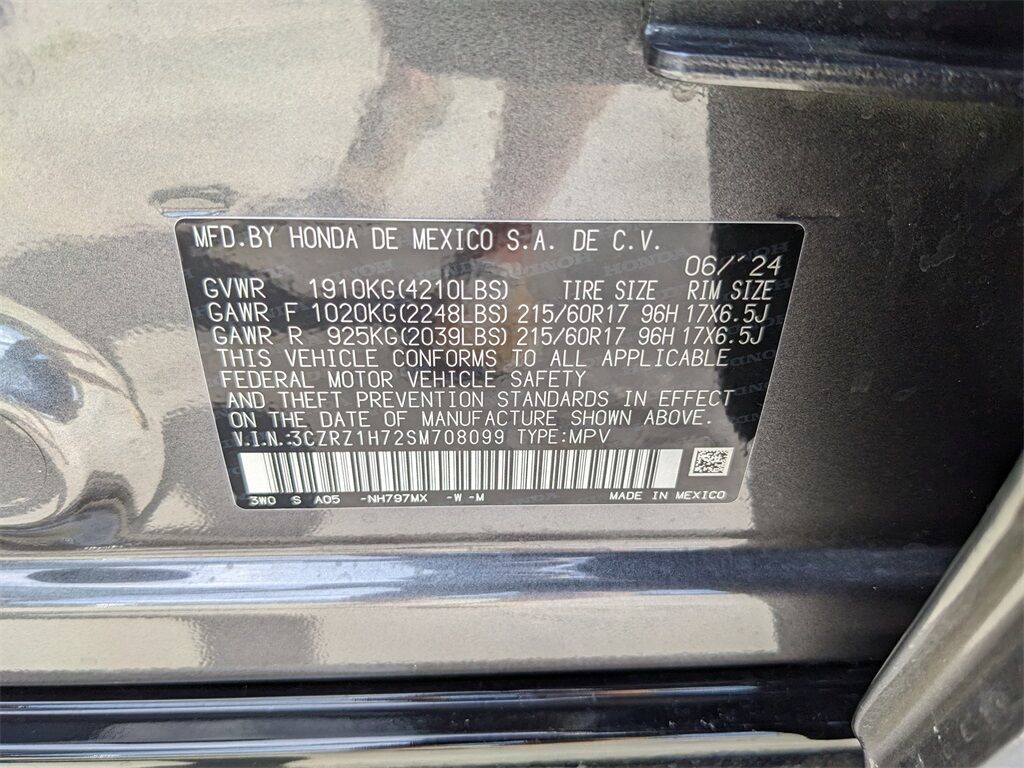 MFD.BY HONDA DE MEXICO S.A. DE C.V.
06/'24
GVWR 1910KG(4210LBS) TIRE SIZE RIM SIZE
GAWR F 1020KG(2248LBS) 215/60R17 96H 17X6.5J
GAWR R 925KG(2039LBS) 215/60R17 96H 17X6.5J
THIS VEHICLE CONFORMS TO ALL APPLICABLE
FEDERAL MOTOR VEHICLE SAFETY
AND THEFT PREVENTION STANDARDS IN EFFECT
ON THE DATE OF MANUFACTURE SHOWN ABOVE.
V.I.N.:3CZRZ1H72SM708099 TYPE:MPV
3W0 S A05 -NH797MX -W-M MADE IN MEXICO